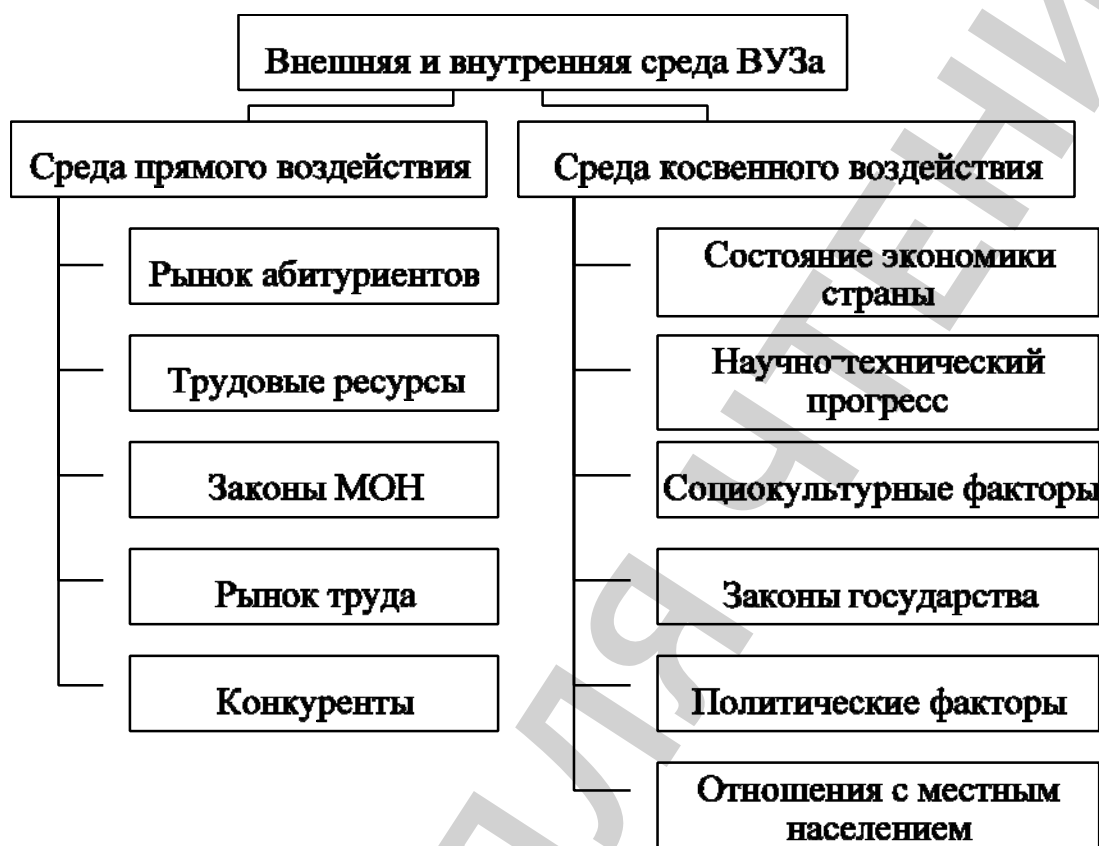 Внешняя и внутренняя среда ВУЗа
Среда прямого воздействия
Рынок абитуриентов
Трудовые ресурсы
Законы МОН
Рынок труда
Конкуренты
Среда косвенного воздействия
Состояние экономики
страны
Научно-технический
прогресс
Социокультурные факторы
Законы государства
Политические факторы
Отношения с местным
населением